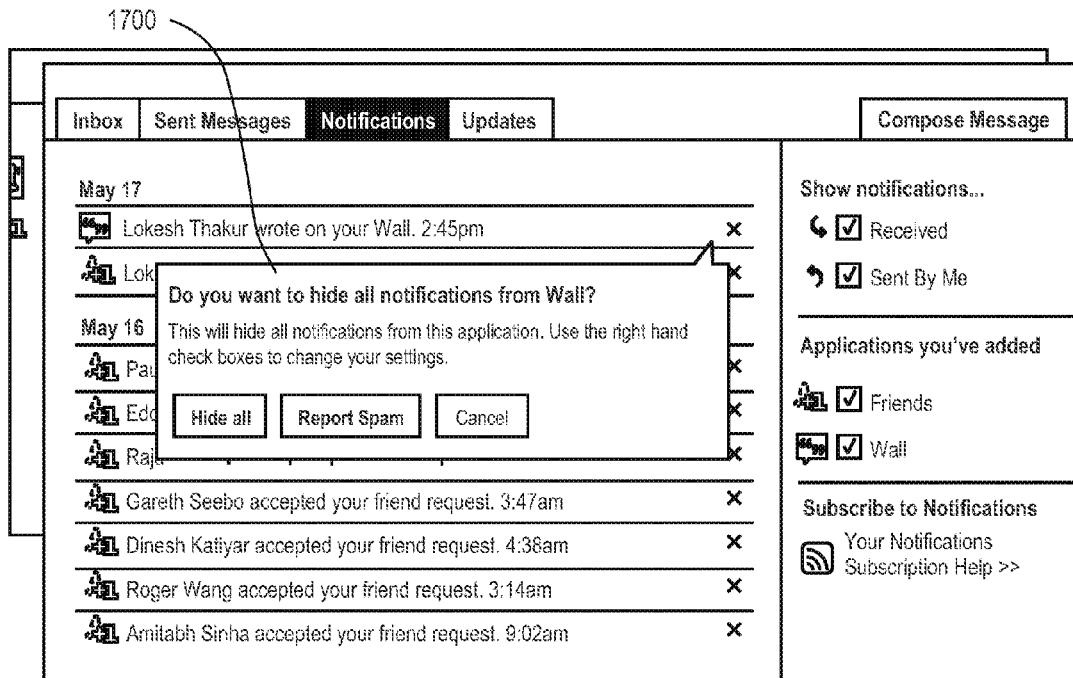 1700
Inbox Sent Messages Notifications Updates Compose Message
May 17
Lokesh Thakur wrote on your Wall. 2:45pm
Lok
Do you want to hide all notifications from Wall?
This will hide all notifications from this application. Use the right hand
check boxes to change your settings.
Hide all Report Spam Cancel
May 16
Pau
Edo
Raja
Gareth Seebo accepted your friend request. 3:47am
Dinesh Katiyar accepted your friend request. 4:38am
Roger Wang accepted your friend request. 3:14am
Amitabh Sinha accepted your friend request. 9:02am
Show notifications...
Received
Sent By Me
Applications you've added
Friends
Wall
Subscribe to Notifications
Your Notifications
Subscription Help >>